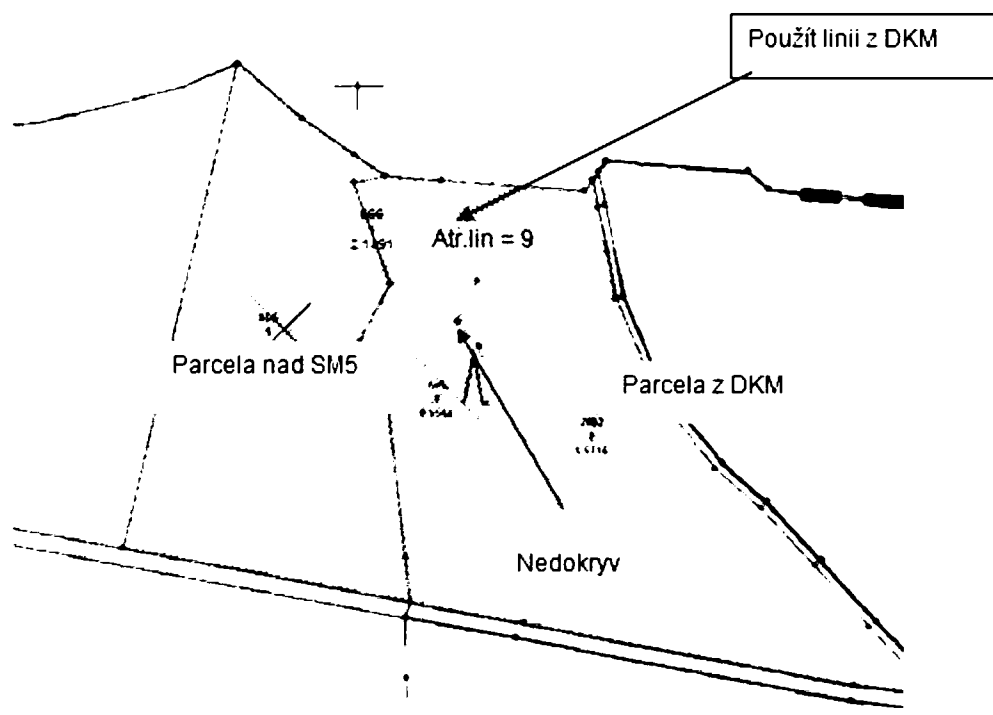 Použít linii z DKM
Atr.lin = 9
Parcela nad SM5
Parcela z DKM
Nedokryv